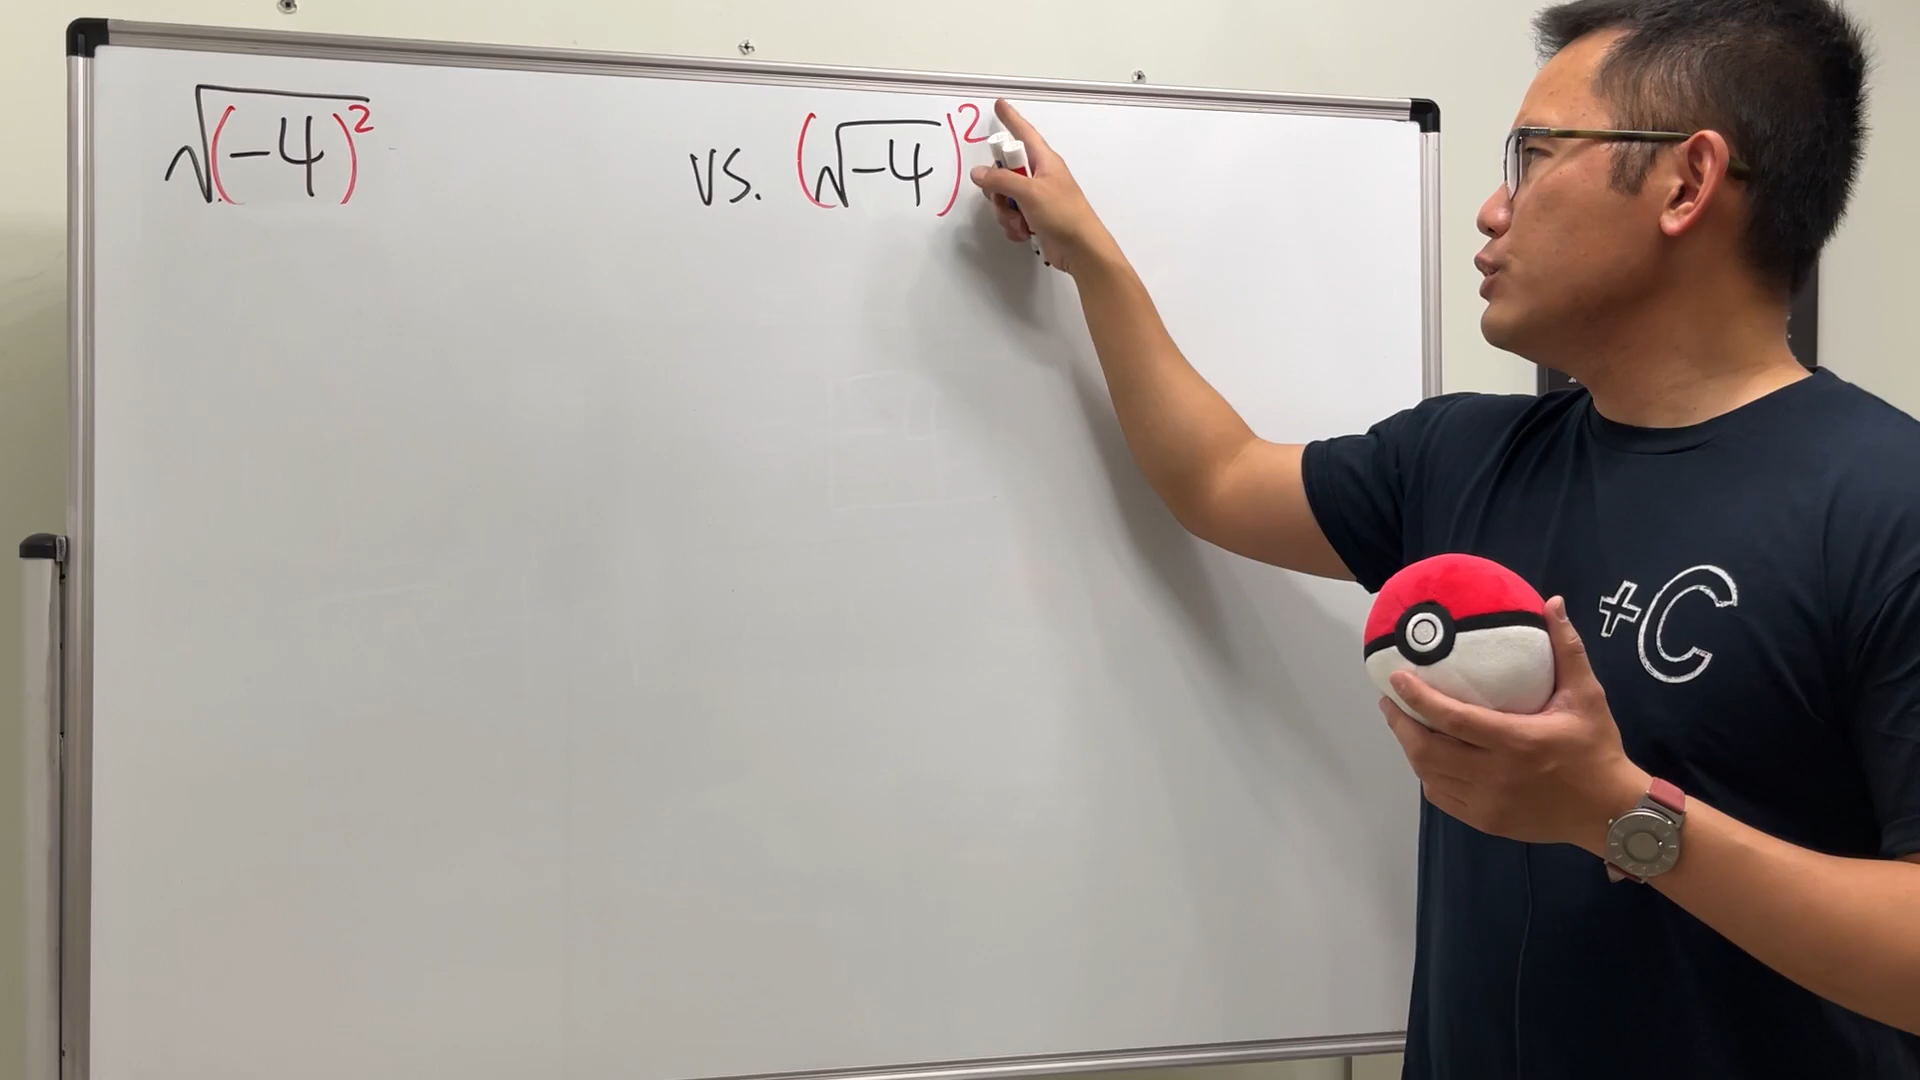 √(-4)² vs. (√-4)²
+C